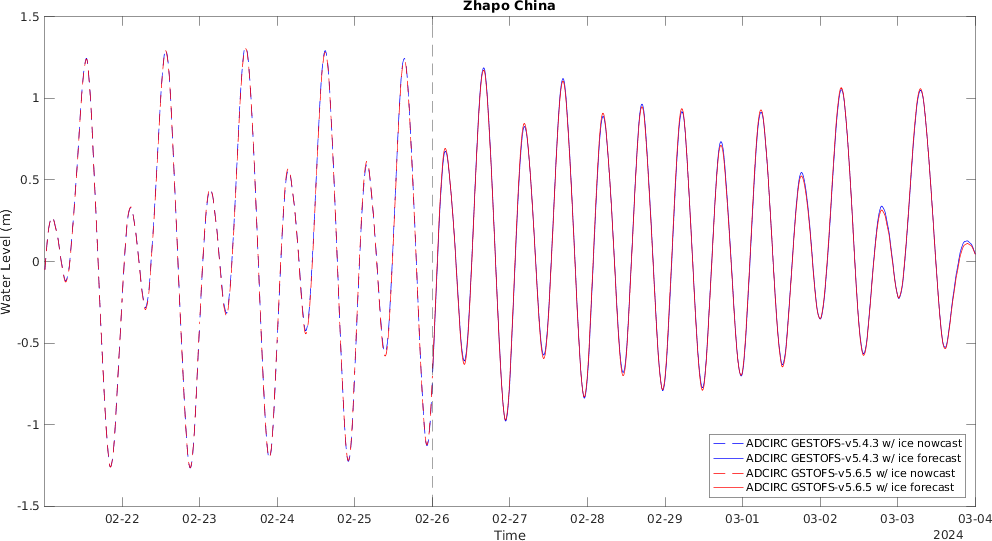 Zhapo China
1.5
1
0.5
0
-0.5
-1
-1.5
Water Level (m)
02-22 02-23 02-24 02-25 02-26 02-27 02-28 02-29 03-01 03-02 03-03 03-04
Time
2024
ADCIRC GESTOFS-v5.4.3 w/ ice nowcast
ADCIRC GESTOFS-v5.4.3 w/ ice forecast
ADCIRC GSTOFS-v5.6.5 w/ ice nowcast
ADCIRC GSTOFS-v5.6.5 w/ ice forecast